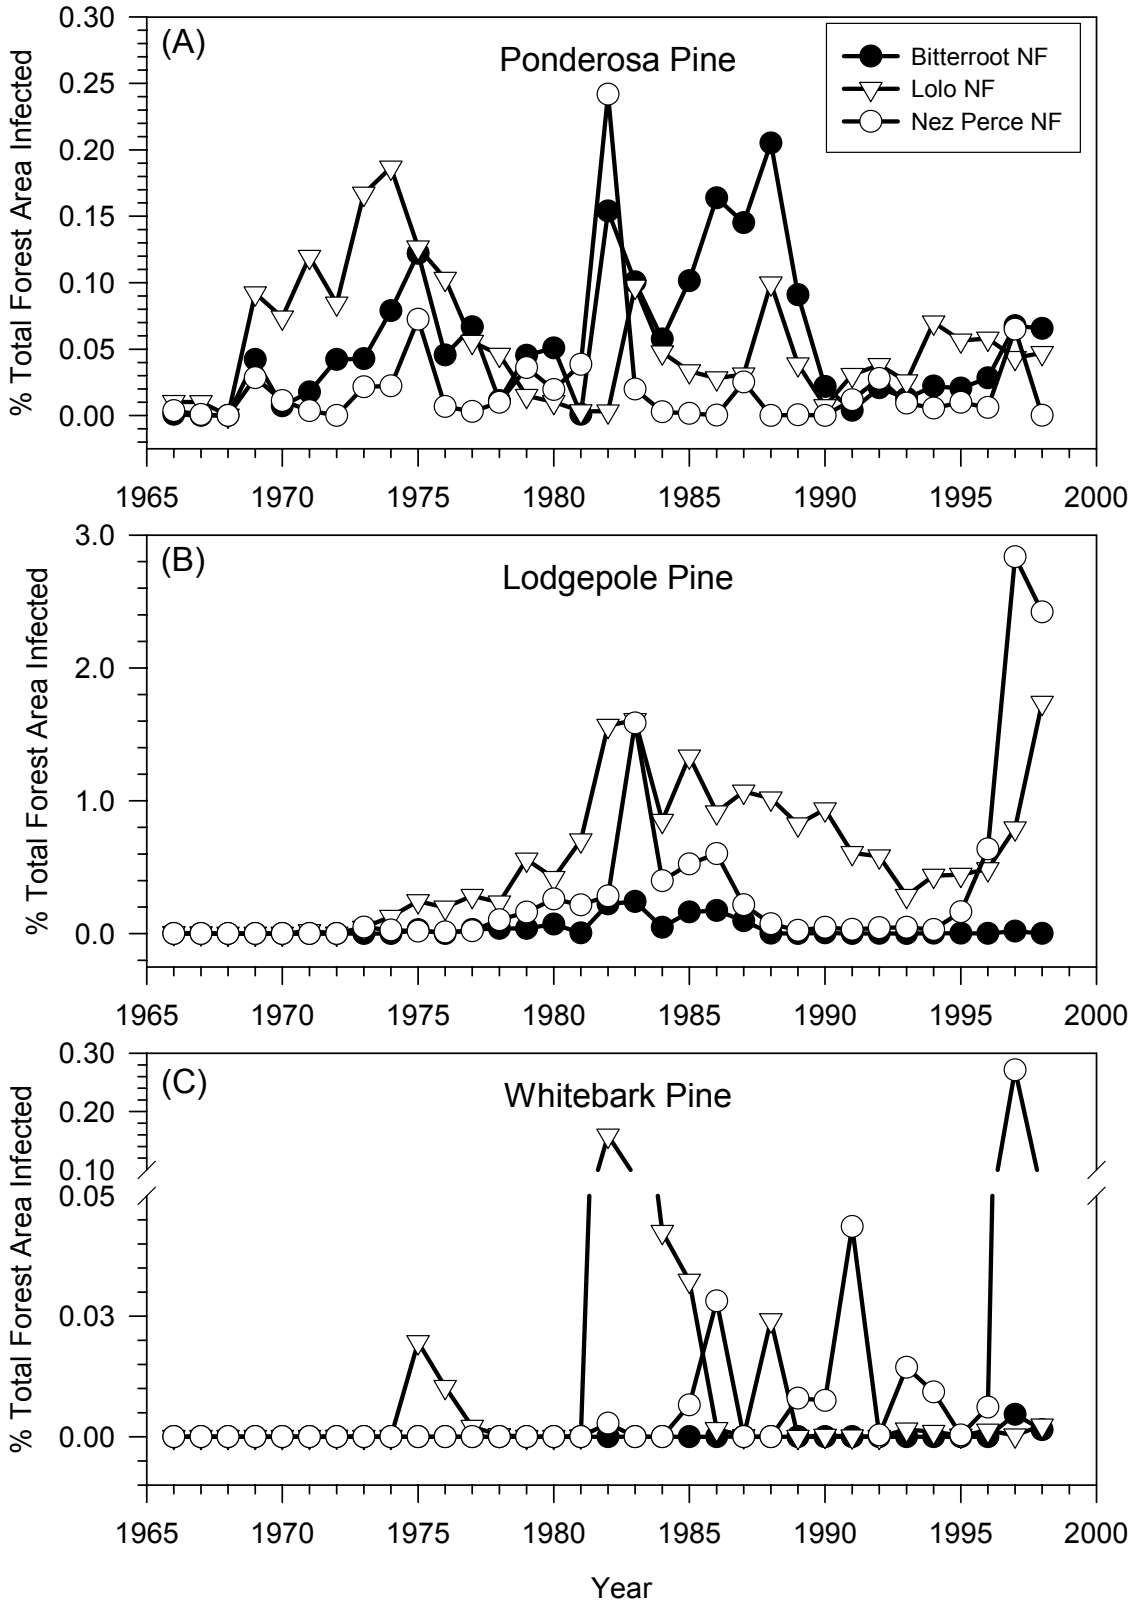 (A)
Ponderosa Pine
Bitterroot NF
Lolo NF
Nez Perce NF
% Total Forest Area Infected
0.30
0.25
0.20
0.15
0.10
0.05
0.00
1965 1970 1975 1980 1985 1990 1995 2000
(B)
Lodgepole Pine
% Total Forest Area Infected
3.0
2.0
1.0
0.0
1965 1970 1975 1980 1985 1990 1995 2000
(C)
Whitebark Pine
% Total Forest Area Infected
0.30
0.20
0.10
0.05
0.03
0.00
1965 1970 1975 1980 1985 1990 1995 2000
Year